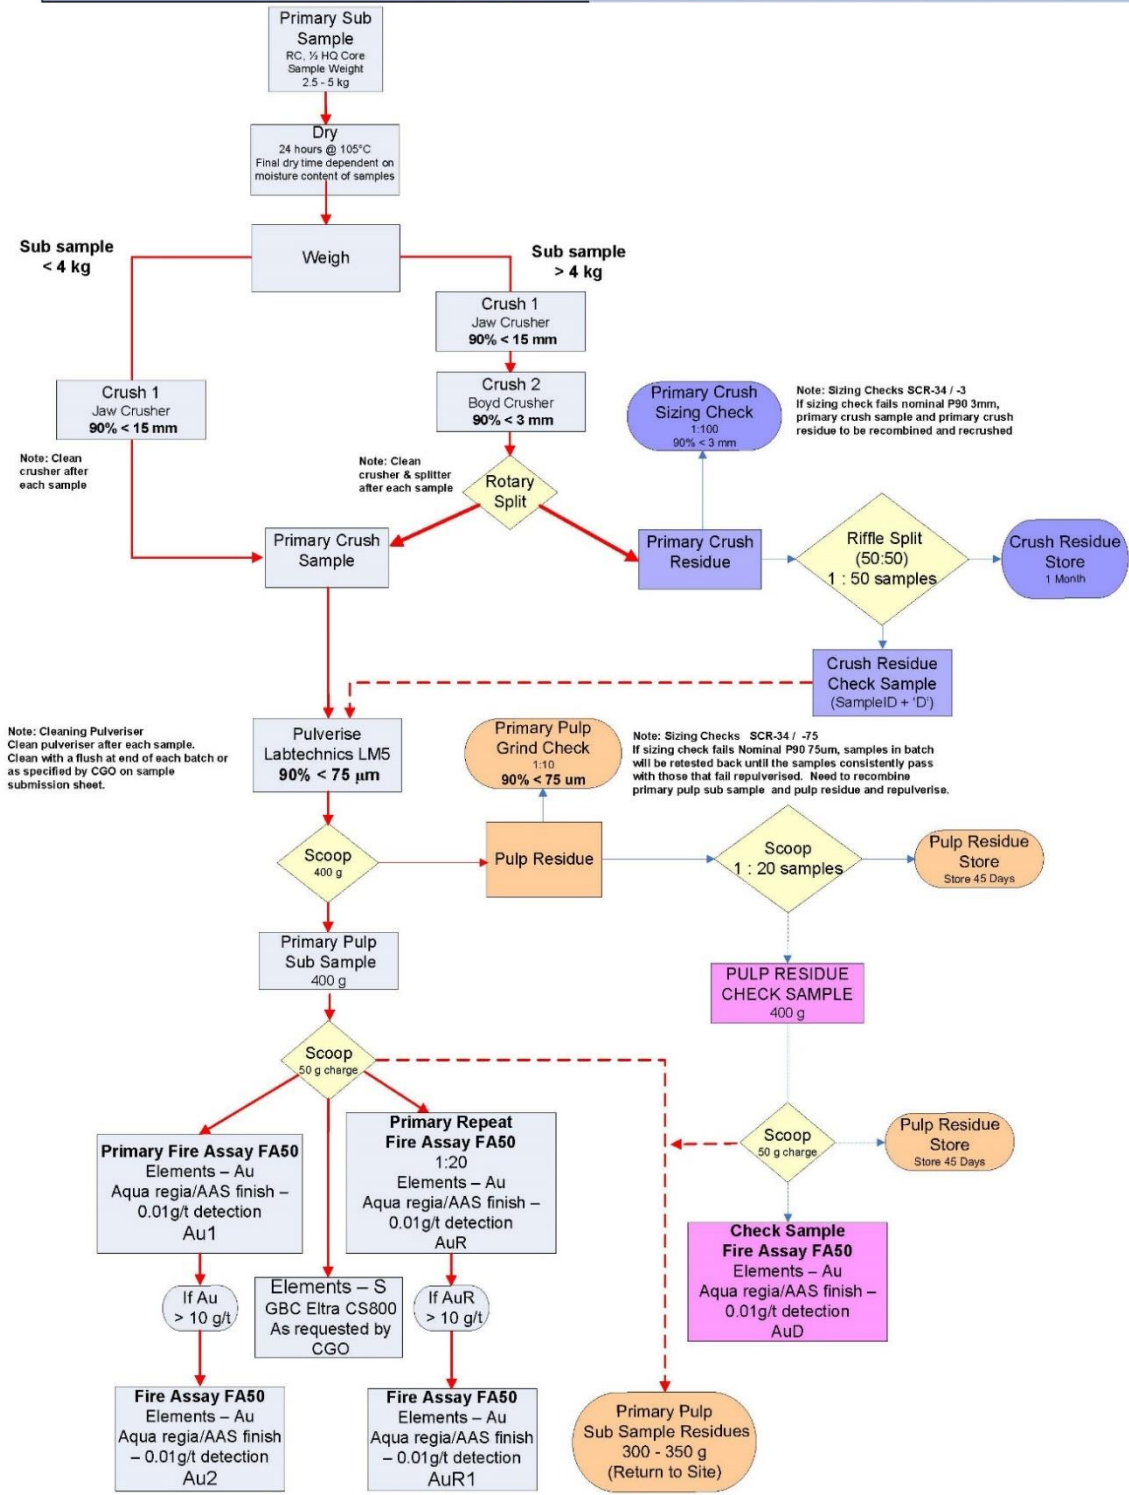 Primary Sub
Sample
RC, ½ HQ Core
Sample Weight
2.5 - 5 kg
Dry
24 hours @ 105°C
Final dry time dependent on
moisture content of samples
Weigh
Sub sample
< 4 kg
Sub sample
> 4 kg
Crush 1
Jaw Crusher
90% < 15 mm
Crush 1
Jaw Crusher
90% < 15 mm
Crush 2
Boyd Crusher
90% < 3 mm
Note: Clean
crusher after
each sample
Note: Clean
crusher & splitter
after each sample
Rotary
Split
Primary Crush
Sizing Check
1:100
90% < 3 mm
Note: Sizing Checks SCR-34 / -3
If sizing check fails nominal P90 3mm,
primary crush sample and primary crush
residue to be recombined and recrushed
Primary Crush
Sample
Primary Crush
Residue
Riffle Split
(50:50)
1 : 50 samples
Crush Residue
Store
1 Month
Crush Residue
Check Sample
(SampleID + ‘D’)
Note: Cleaning Pulveriser
Clean pulveriser after each sample.
Clean with a flush at end of each batch or
as specified by CGO on sample
submission sheet.
Pulverise
Labtechnics LM5
90% < 75 µm
Primary Pulp
Grind Check
1:10
90% < 75 um
Note: Sizing Checks SCR-34 / -75
If sizing check fails Nominal P90 75um, samples in batch
will be retested back until the samples consistently pass
with those that fail repulverised. Need to recombine
primary pulp sub sample and pulp residue and repulverise.
Scoop
400 g
Pulp Residue
Scoop
1 : 20 samples
Pulp Residue
Store
Store 45 Days
Primary Pulp
Sub Sample
400 g
PULP RESIDUE
CHECK SAMPLE
400 g
Scoop
50 g charge
Scoop
50 g charge
Pulp Residue
Store
Store 45 Days
Primary Fire Assay FA50
Elements – Au
Aqua regia/AAS finish –
0.01g/t detection
Au1
Primary Repeat
Fire Assay FA50
1:20
Elements – Au
Aqua regia/AAS finish –
0.01g/t detection
AuR
Check Sample
Fire Assay FA50
Elements – Au
Aqua regia/AAS finish –
0.01g/t detection
AuD
If Au
> 10 g/t
Elements – S
GBC Eltra CS800
As requested by
CGO
If AuR
> 10 g/t
Fire Assay FA50
Elements – Au
Aqua regia/AAS finish
– 0.01g/t detection
Au2
Fire Assay FA50
Elements – Au
Aqua regia/AAS finish
– 0.01g/t detection
AuR1
Primary Pulp
Sub Sample Residues
300 - 350 g
(Return to Site)